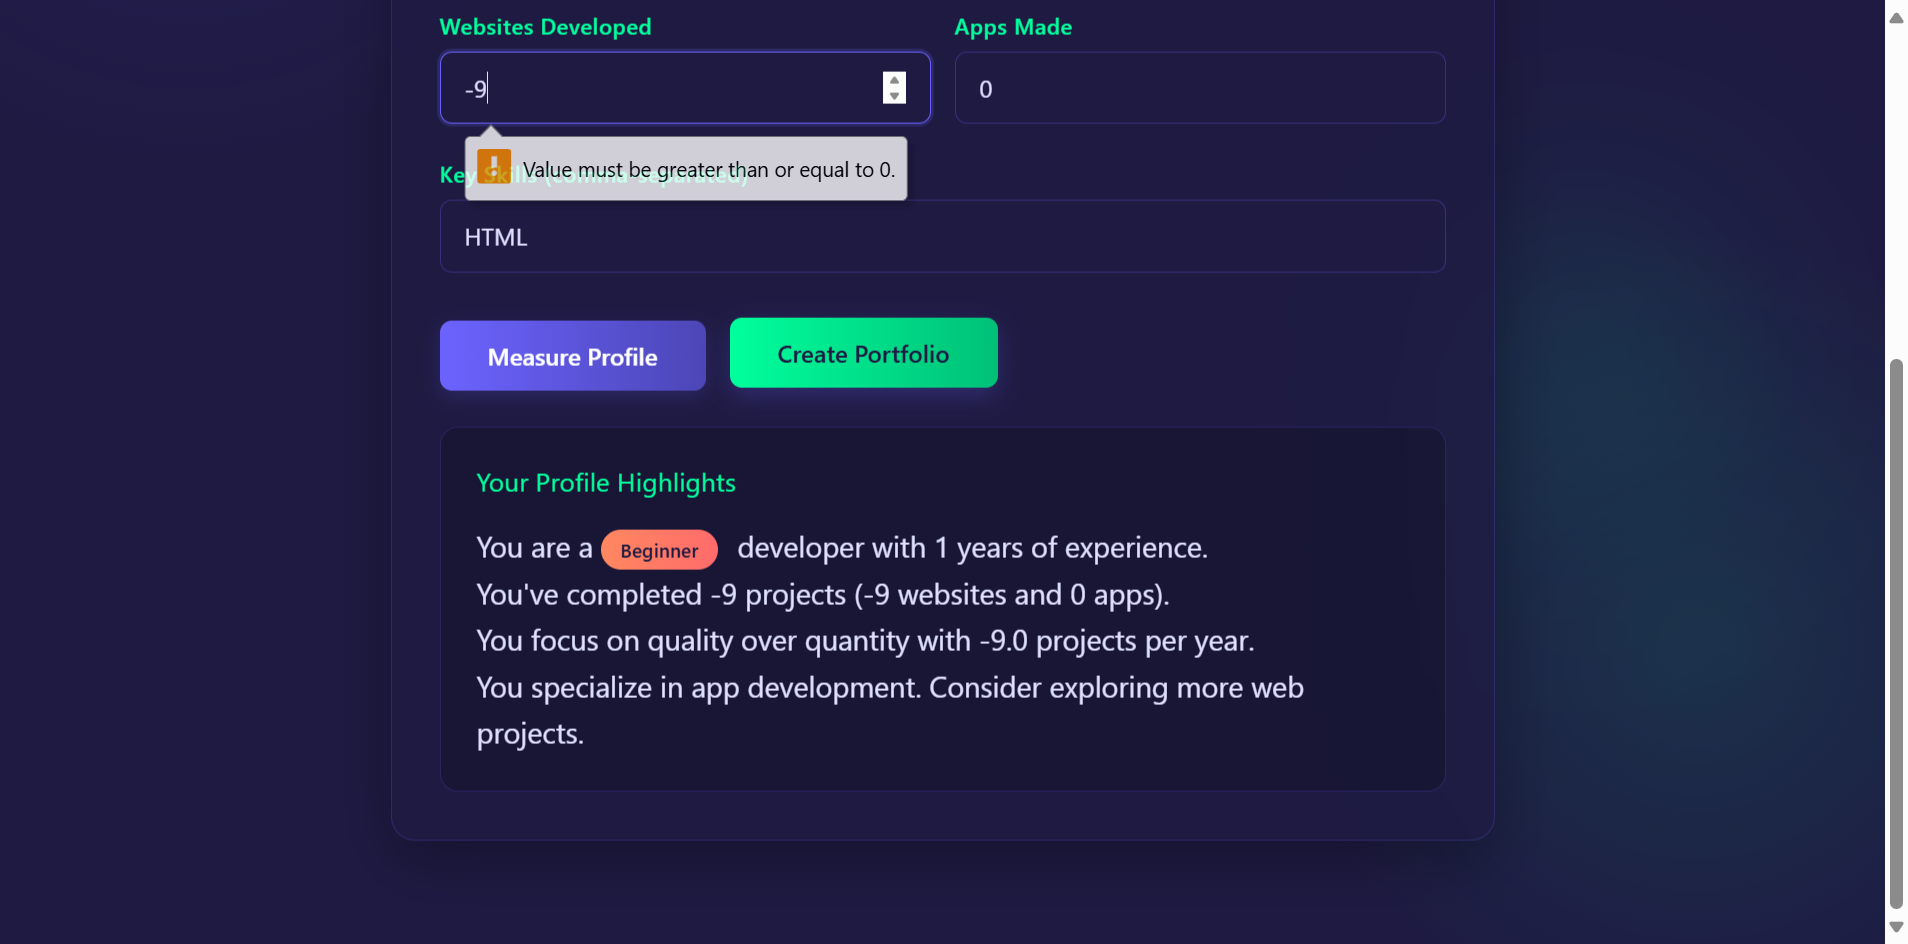 Websites Developed
Apps Made
-9
0
Value must be greater than or equal to 0.
Key Skills (comma-separated)
HTML
Measure Profile
Create Portfolio
Your Profile Highlights
You are a Beginner developer with 1 years of experience.
You've completed -9 projects (-9 websites and 0 apps).
You focus on quality over quantity with -9.0 projects per year.
You specialize in app development. Consider exploring more web
projects.